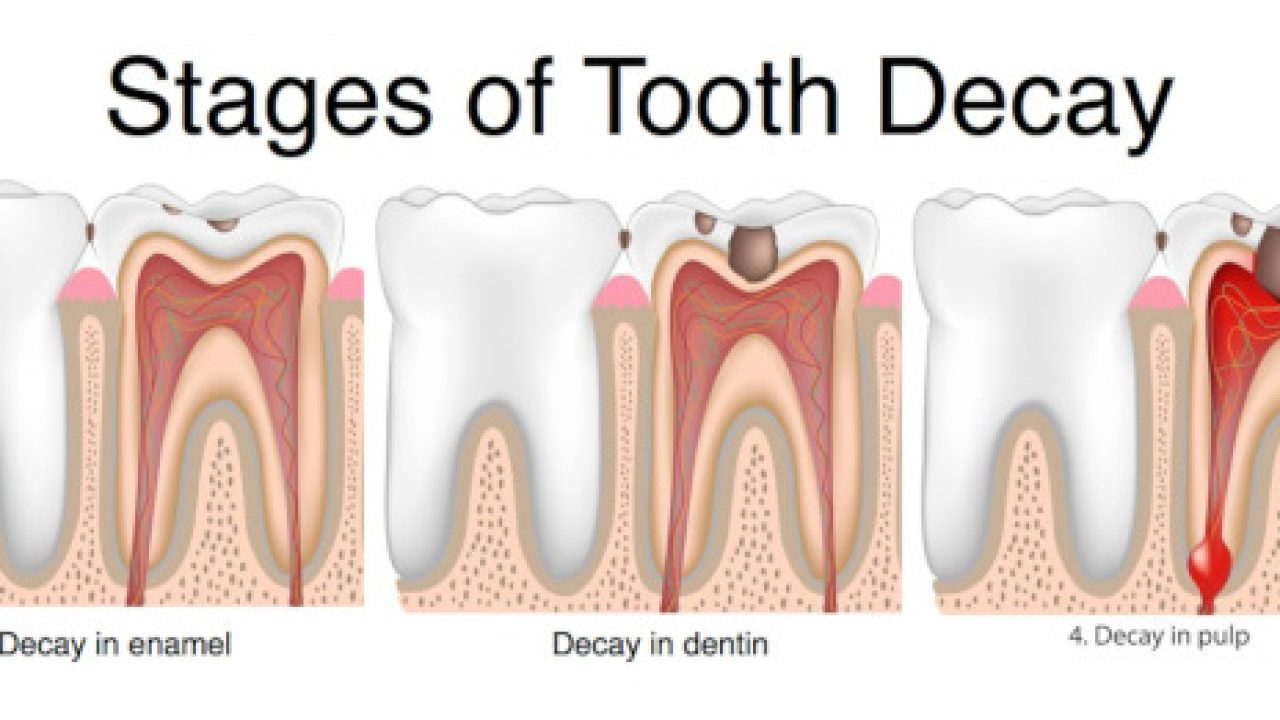 Stages of Tooth Decay
Decay in enamel
Decay in dentin
4. Decay in pulp